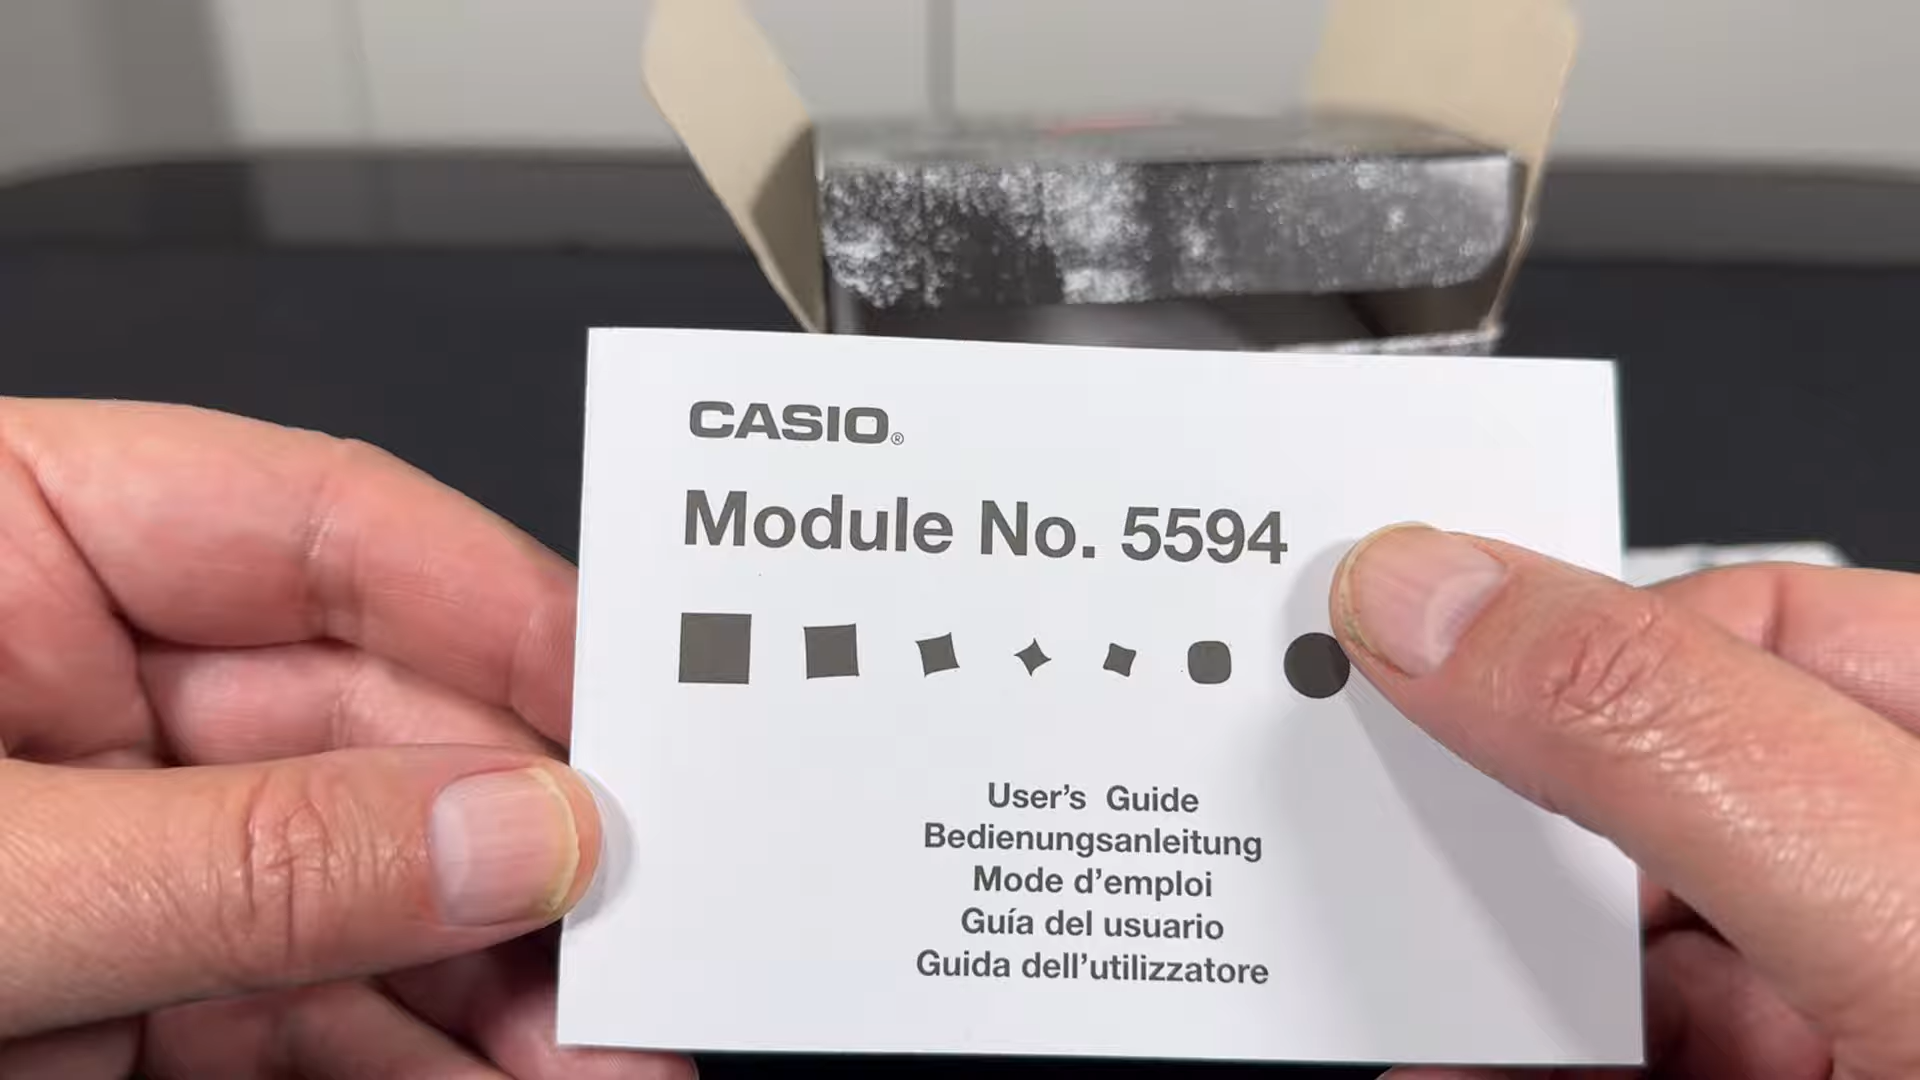 CASIO®
Module No. 5594
User's Guide
Bedienungsanleitung
Mode d'emploi
Guía del usuario
Guida dell'utilizzatore